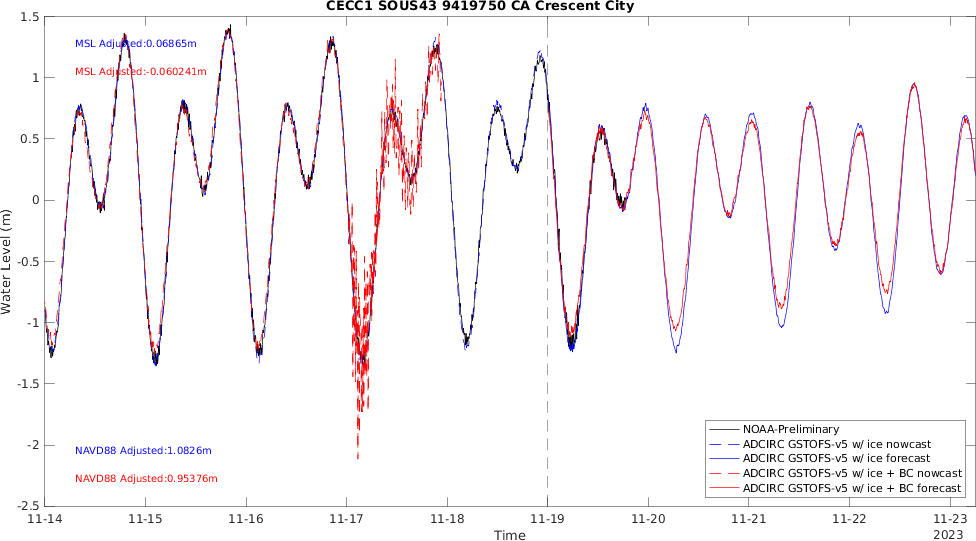 CECC1 SOUS43 9419750 CA Crescent City
MSL Adjusted:0.06865m
MSL Adjusted:-0.060241m
NAVD88 Adjusted:1.0826m
NAVD88 Adjusted:0.95376m
Water Level (m)
1.5
1
0.5
0
-0.5
-1
-1.5
-2
-2.5
NOAA-Preliminary
ADCIRC GSTOFS-v5 w/ ice nowcast
ADCIRC GSTOFS-v5 w/ ice forecast
ADCIRC GSTOFS-v5 w/ ice + BC nowcast
ADCIRC GSTOFS-v5 w/ ice + BC forecast
11-14 11-15 11-16 11-17 11-18 11-19 11-20 11-21 11-22 11-23
Time
2023